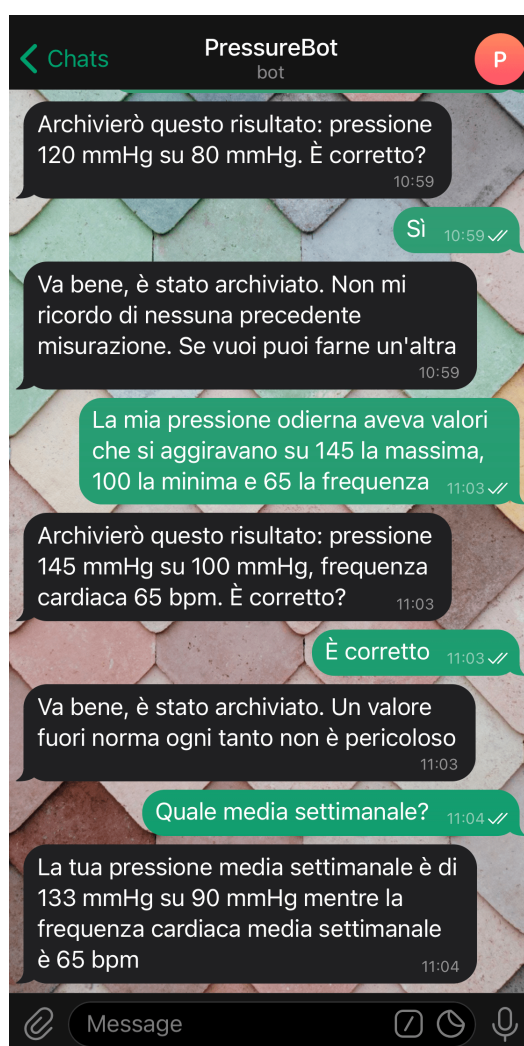 Chats
PressureBot
bot
P
Archivierò questo risultato: pressione
120 mmHg su 80 mmHg. È corretto?
10:59
Sì
10:59
Va bene, è stato archiviato. Non mi
ricordo di nessuna precedente
misurazione. Se vuoi puoi farne un'altra
10:59
La mia pressione odierna aveva valori
che si aggiravano su 145 la massima,
100 la minima e 65 la frequenza
11:03
Archivierò questo risultato: pressione
145 mmHg su 100 mmHg, frequenza
cardiaca 65 bpm. È corretto?
11:03
È corretto
11:03
Va bene, è stato archiviato. Un valore
fuori norma ogni tanto non è pericoloso
11:03
Quale media settimanale?
11:04
La tua pressione media settimanale è di
133 mmHg su 90 mmHg mentre la
frequenza cardiaca media settimanale
è 65 bpm
11:04
Message